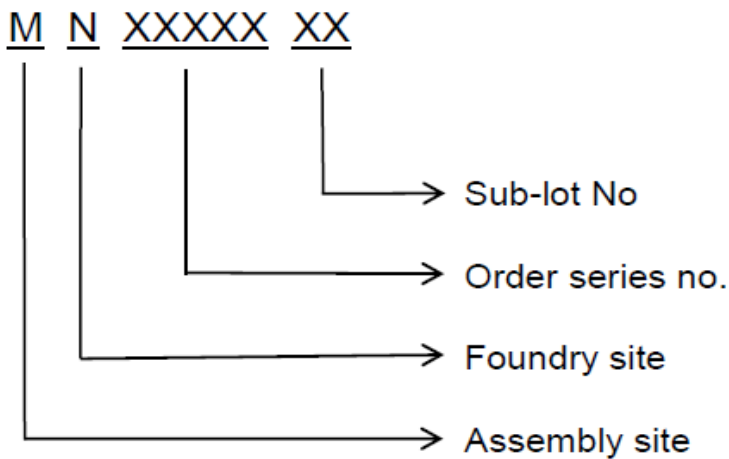 M N XXXXX XX
Sub-lot No
Order series no.
Foundry site
Assembly site